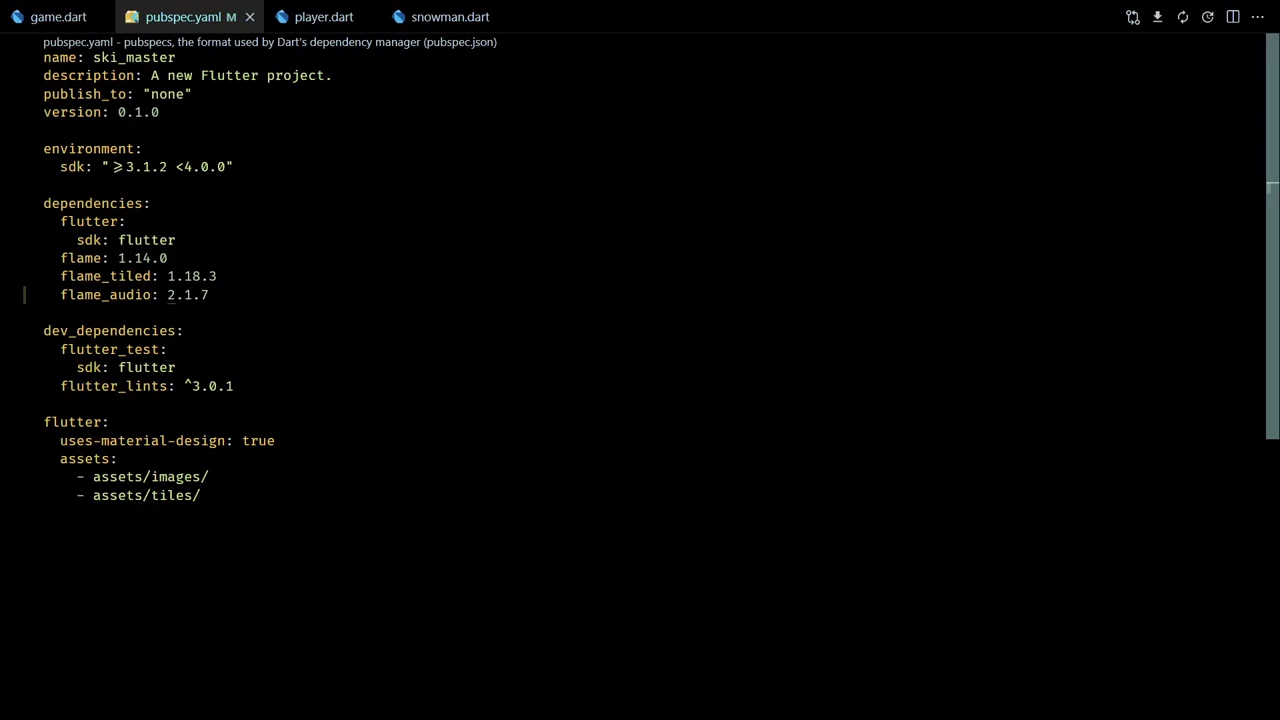 game.dart pubspec.yaml M player.dart snowman.dart
pubspec.yaml - pubspecs, the format used by Dart's dependency manager (pubspec.json)
name: ski_master
description: A new Flutter project.
publish_to: "none"
version: 0.1.0
environment:
sdk: ">=3.1.2 <4.0.0"
dependencies:
flutter:
sdk: flutter
flame: 1.14.0
flame_tiled: 1.18.3
flame_audio: 2.1.7
dev_dependencies:
flutter_test:
sdk: flutter
flutter_lints: ^3.0.1
flutter:
uses-material-design: true
assets:
- assets/images/
- assets/tiles/